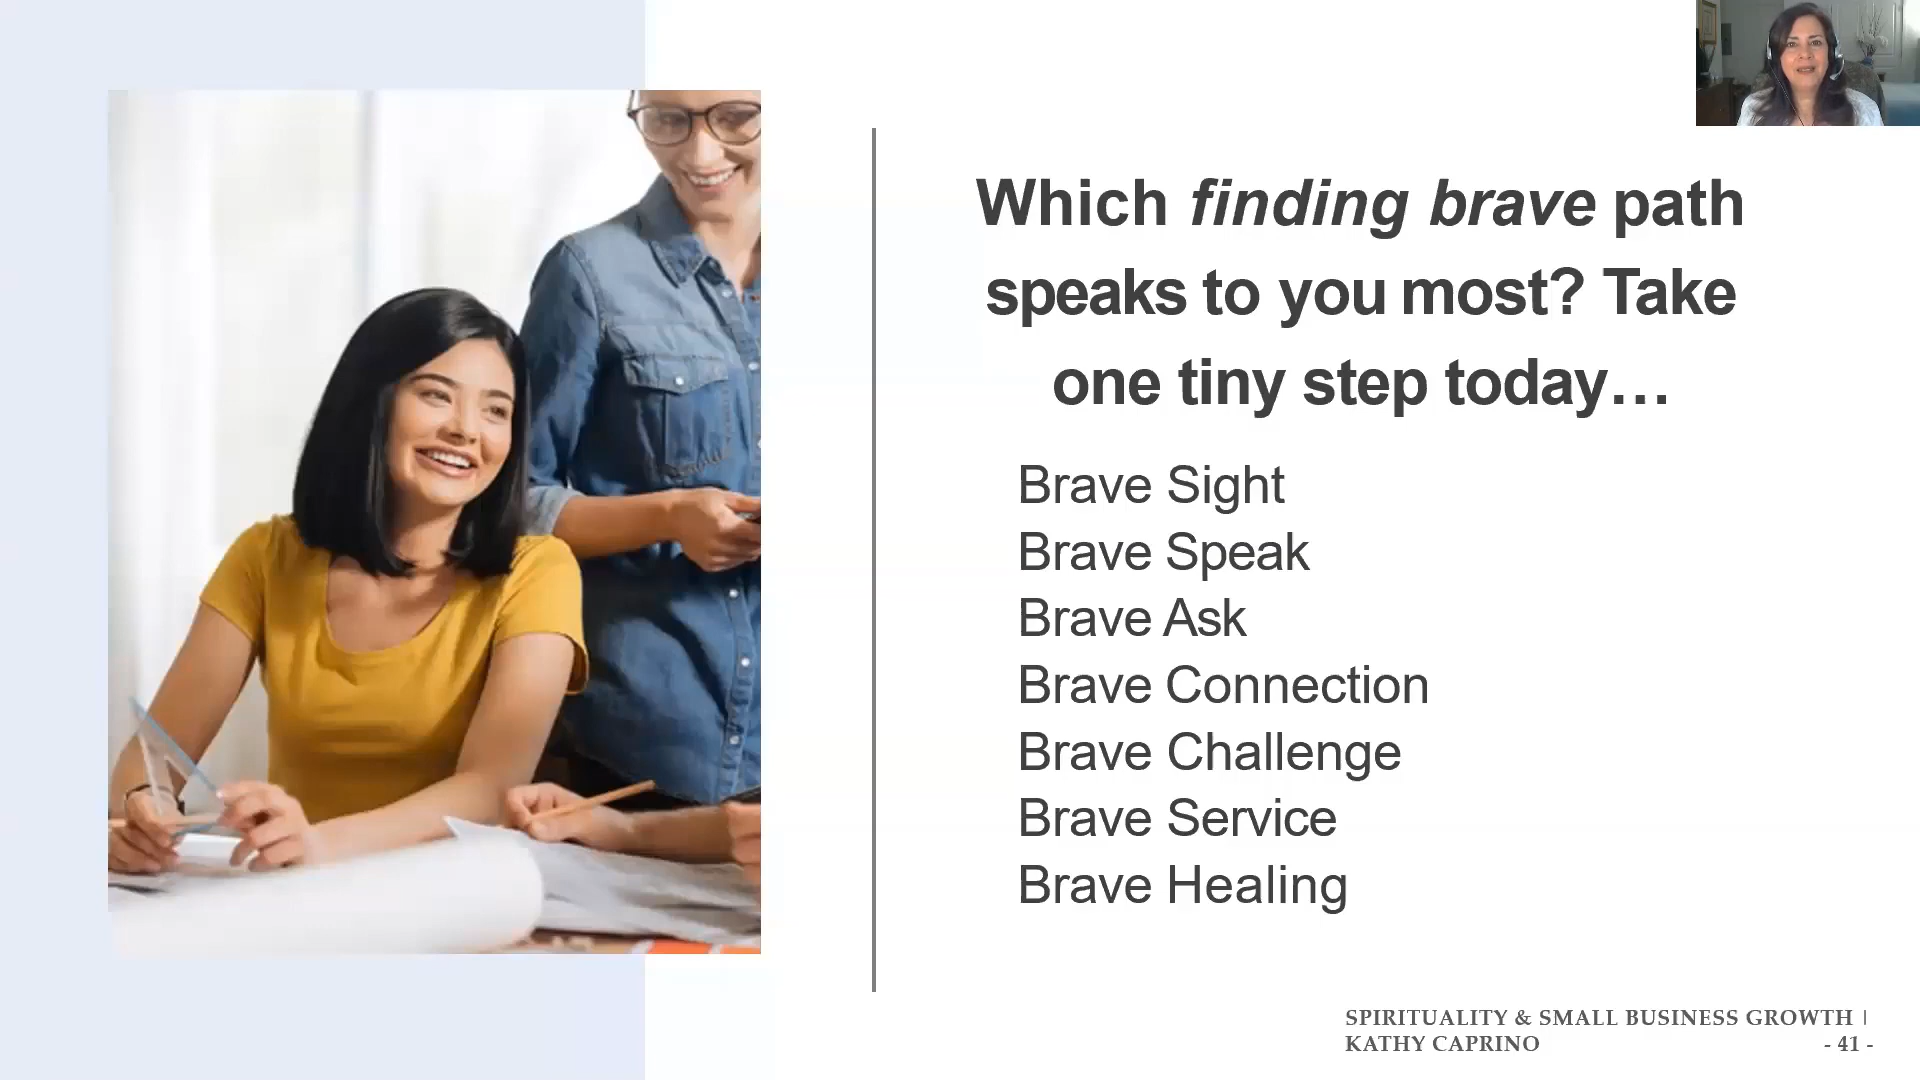 Which finding brave path
speaks to you most? Take
one tiny step today…
Brave Sight
Brave Speak
Brave Ask
Brave Connection
Brave Challenge
Brave Service
Brave Healing
SPIRITUALITY & SMALL BUSINESS GROWTH |
KATHY CAPRINO - 41 -